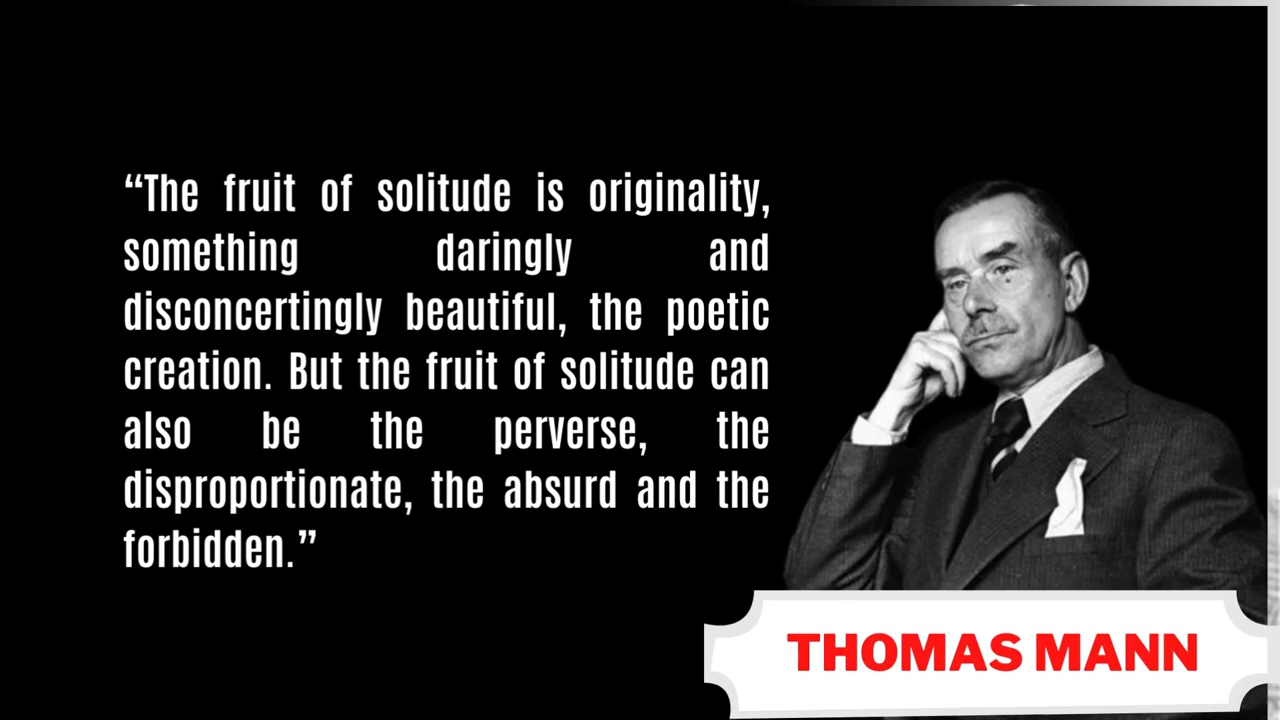 “The fruit of solitude is originality,
something daringly and
disconcertingly beautiful, the poetic
creation. But the fruit of solitude can
also be the perverse, the
disproportionate, the absurd and the
forbidden.”
THOMAS MANN